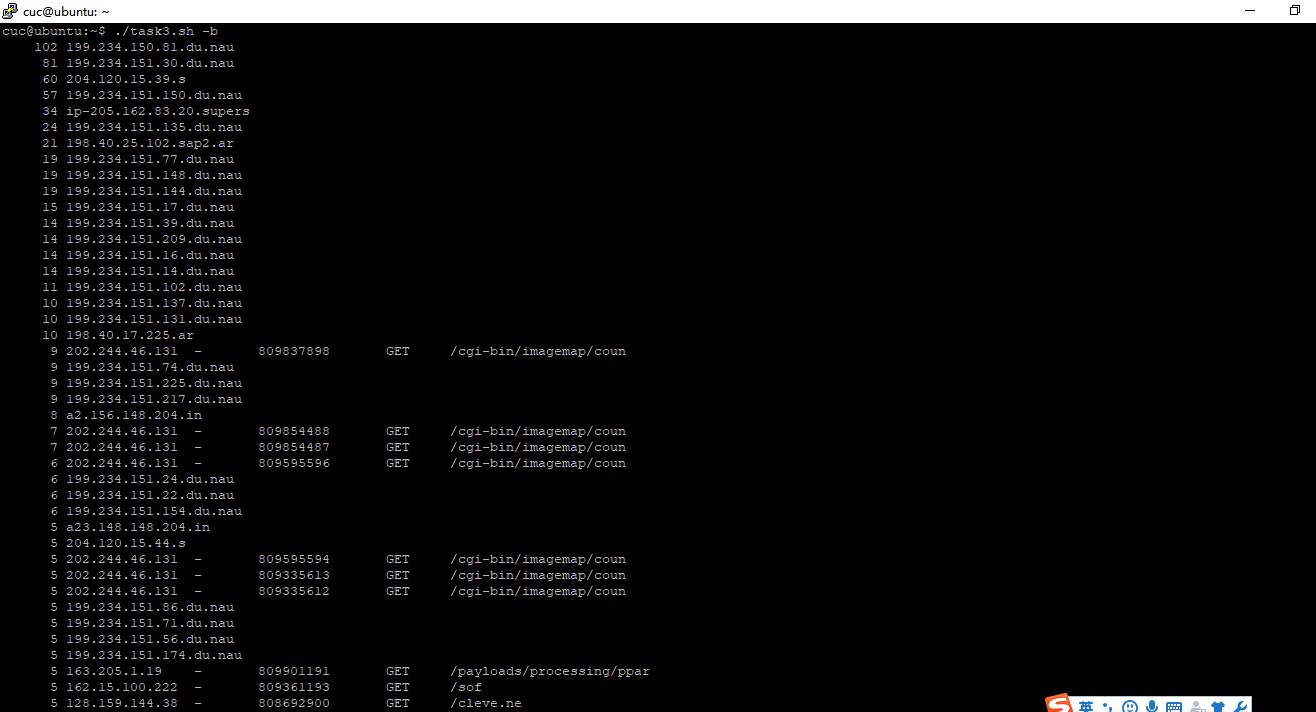 cuc@ubuntu: ~
cuc@ubuntu:~$ ./task3.sh -b
102 199.234.150.81.du.nau
81 199.234.151.30.du.nau
60 204.120.15.39.s
57 199.234.151.150.du.nau
34 ip-205.162.83.20.supers
24 199.234.151.135.du.nau
21 198.40.25.102.sap2.ar
19 199.234.151.77.du.nau
19 199.234.151.148.du.nau
19 199.234.151.144.du.nau
15 199.234.151.17.du.nau
14 199.234.151.39.du.nau
14 199.234.151.209.du.nau
14 199.234.151.16.du.nau
14 199.234.151.14.du.nau
11 199.234.151.102.du.nau
10 199.234.151.137.du.nau
10 199.234.151.131.du.nau
10 198.40.17.225.ar
9 202.244.46.131 - 809837898 GET /cgi-bin/imagemap/coun
9 199.234.151.74.du.nau
9 199.234.151.225.du.nau
9 199.234.151.217.du.nau
8 a2.156.148.204.in
7 202.244.46.131 - 809854488 GET /cgi-bin/imagemap/coun
7 202.244.46.131 - 809854487 GET /cgi-bin/imagemap/coun
6 202.244.46.131 - 809595596 GET /cgi-bin/imagemap/coun
6 199.234.151.24.du.nau
6 199.234.151.22.du.nau
6 199.234.151.154.du.nau
5 a23.148.148.204.in
5 204.120.15.44.s
5 202.244.46.131 - 809595594 GET /cgi-bin/imagemap/coun
5 202.244.46.131 - 809335613 GET /cgi-bin/imagemap/coun
5 202.244.46.131 - 809335612 GET /cgi-bin/imagemap/coun
5 199.234.151.86.du.nau
5 199.234.151.71.du.nau
5 199.234.151.56.du.nau
5 199.234.151.174.du.nau
5 163.205.1.19 - 809901191 GET /payloads/processing/ppar
5 162.15.100.222 - 809361193 GET /sof
5 128.159.144.38 - 808692900 GET /cleve.ne
S 英